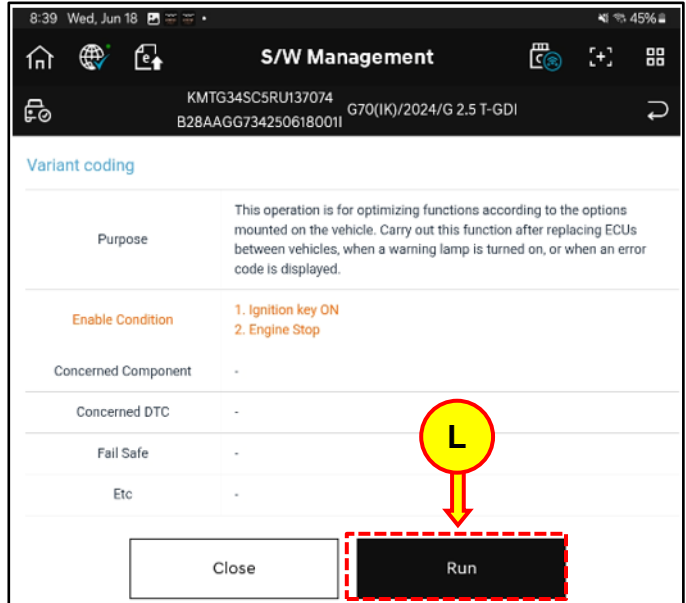 8:39 Wed, Jun 18
45%
S/W Management
KMTG34SC5RU137074
B28AAGG734250618001I
G70(IK)/2024/G 2.5 T-GDI
Variant coding
Purpose
This operation is for optimizing functions according to the options
mounted on the vehicle. Carry out this function after replacing ECUs
between vehicles, when a warning lamp is turned on, or when an error
code is displayed.
Enable Condition
1. Ignition key ON
2. Engine Stop
Concerned Component -
Concerned DTC -
Fail Safe -
Etc -
L
Close
Run